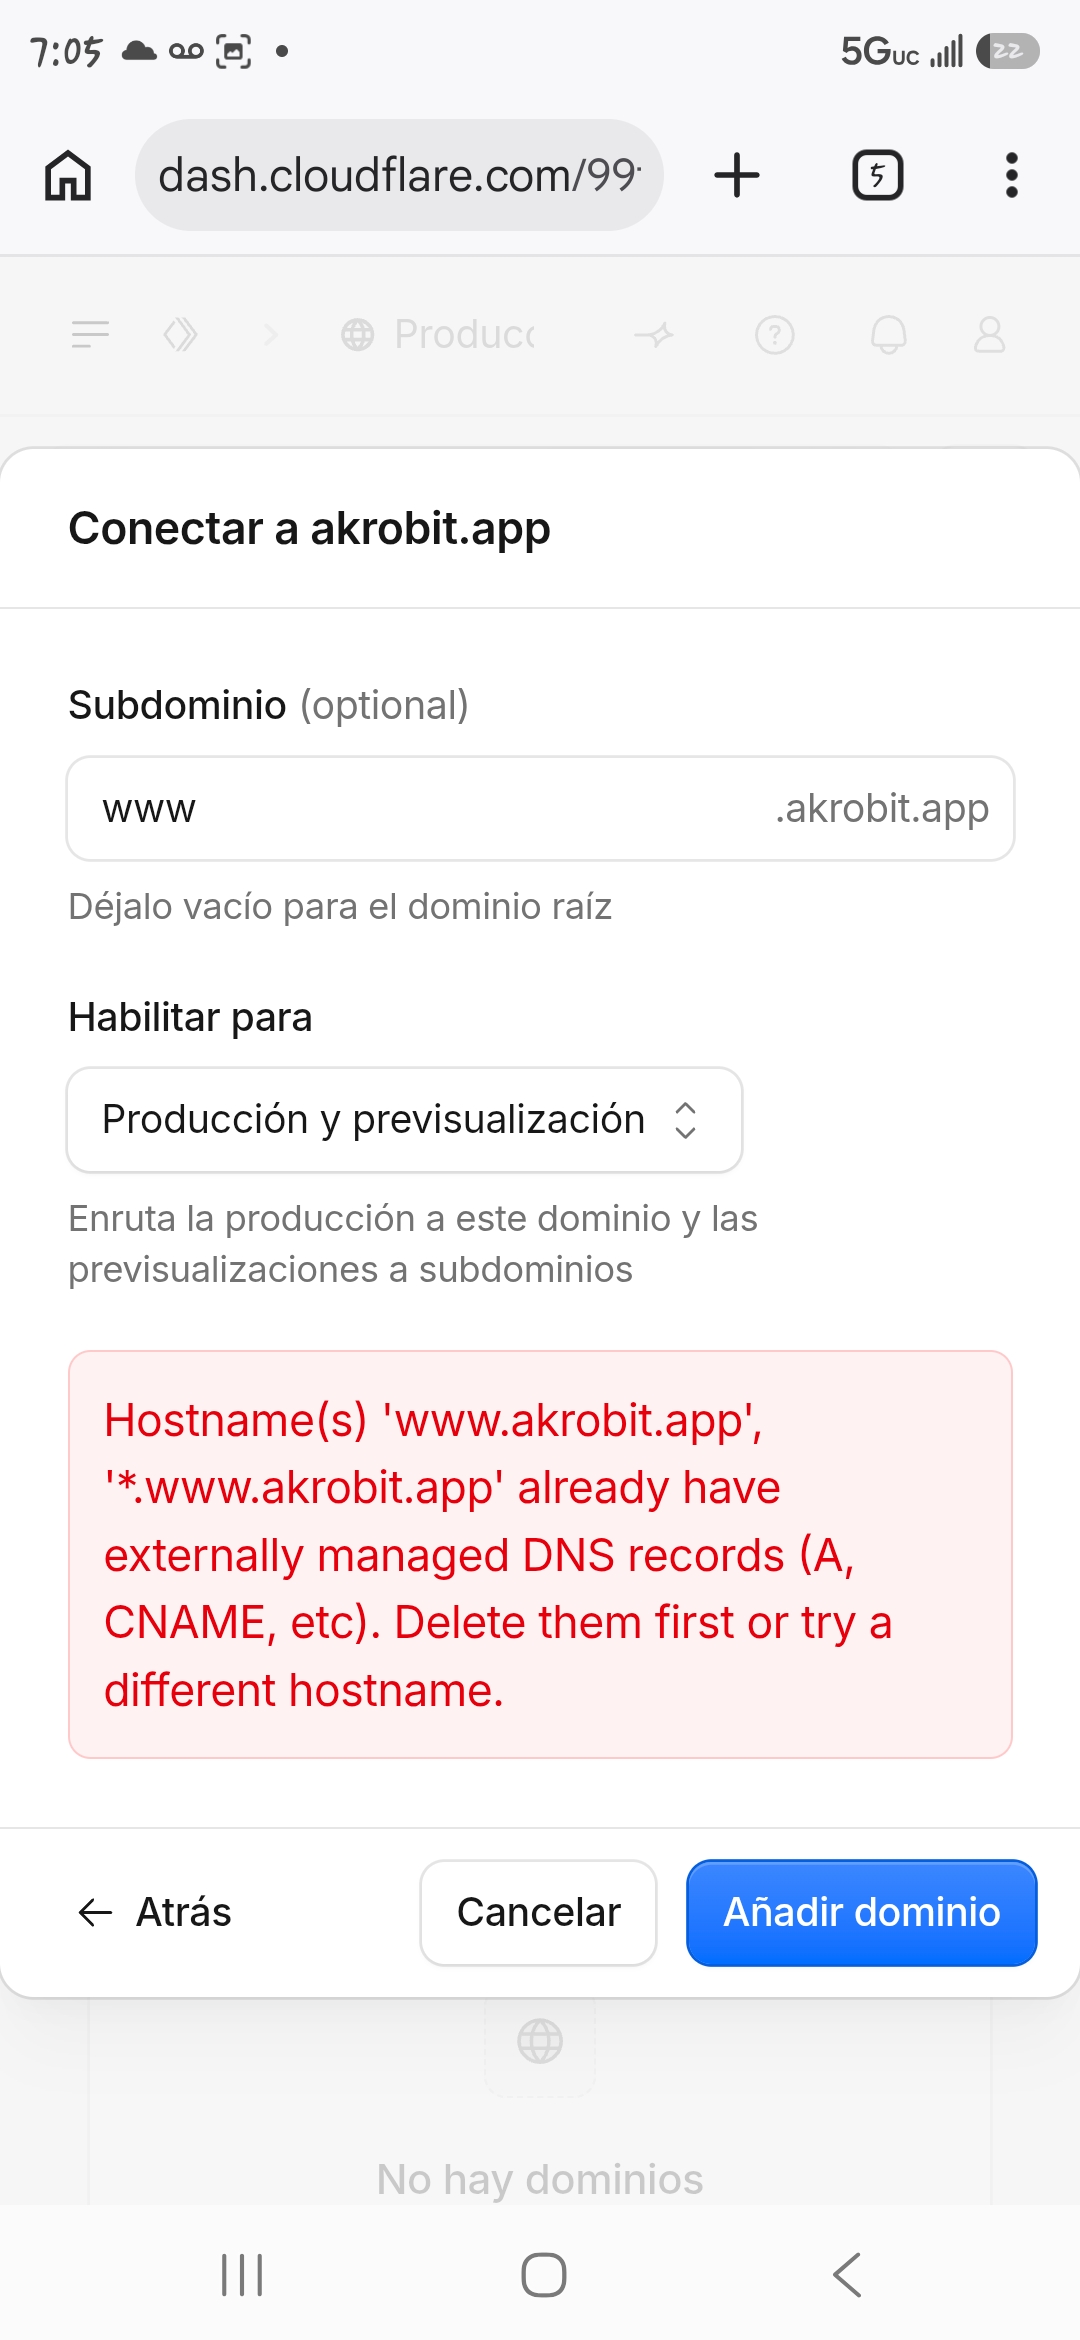 7:05
5G UC
22
dash.cloudflare.com/99
5
Produc
Conectar a akrobit.app
Subdominio (optional)
www .akrobit.app
Déjalo vacío para el dominio raíz
Habilitar para
Producción y previsualización
Enruta la producción a este dominio y las
previsualizaciones a subdominios
Hostname(s) 'www.akrobit.app',
'*.www.akrobit.app' already have
externally managed DNS records (A,
CNAME, etc). Delete them first or try a
different hostname.
Atrás
Cancelar
Añadir dominio
No hay dominios